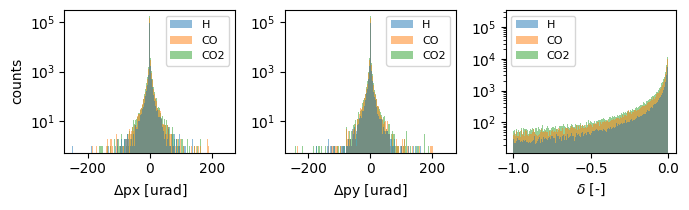 counts
10⁵
10³
10¹
H
CO
CO2
−200
0
200
Δpx [urad]
10⁵
10³
10¹
H
CO
CO2
−200
0
200
Δpy [urad]
10⁵
10⁴
10³
10²
H
CO
CO2
−1.0
−0.5
0.0
δ [-]